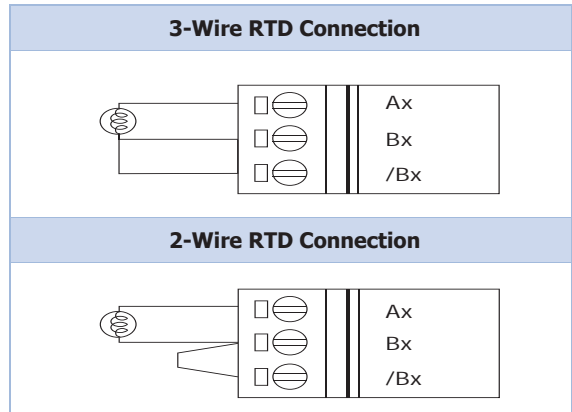 3-Wire RTD Connection
Ax
Bx
/Bx
2-Wire RTD Connection
Ax
Bx
/Bx